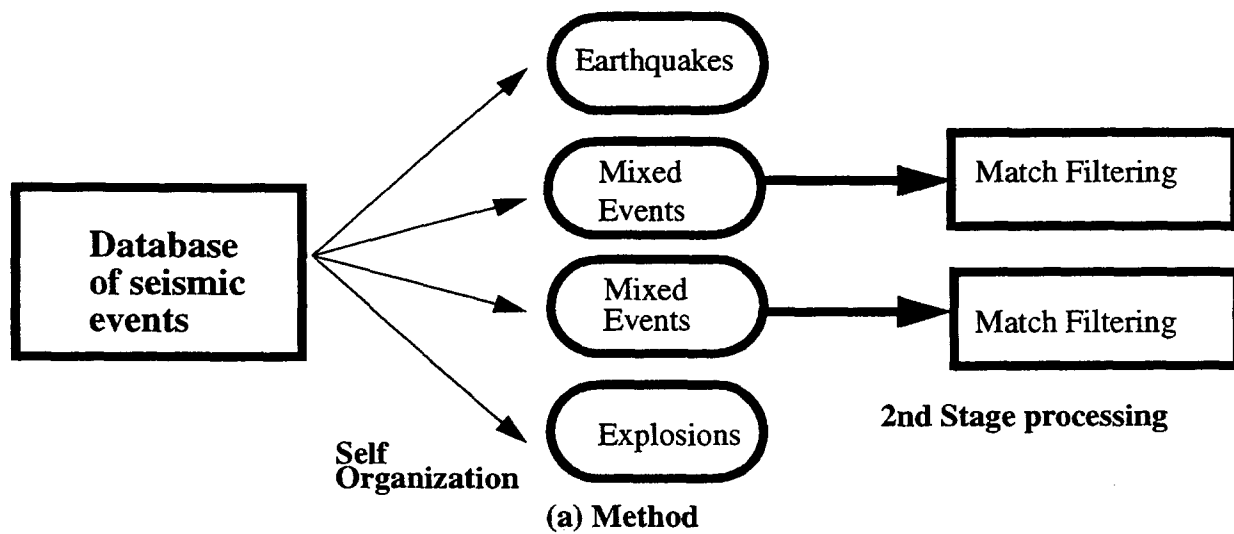 Database
of seismic
events
Self
Organization
Earthquakes
Mixed
Events
Mixed
Events
Explosions
Match Filtering
Match Filtering
2nd Stage processing
(a) Method